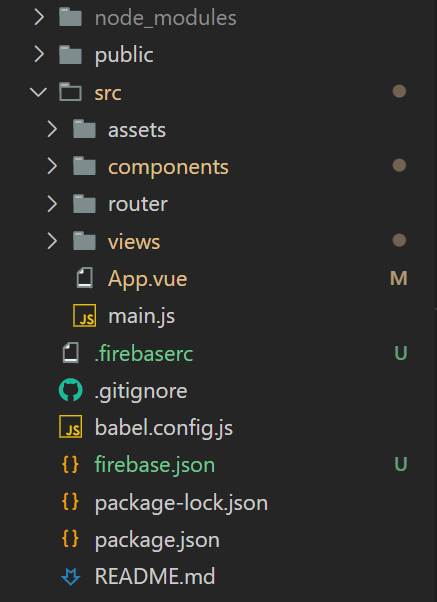 node_modules
public
src
assets
components
router
views
App.vue M
JS main.js
.firebaserc U
.gitignore
JS babel.config.js
{} firebase.json U
{} package-lock.json
{} package.json
README.md